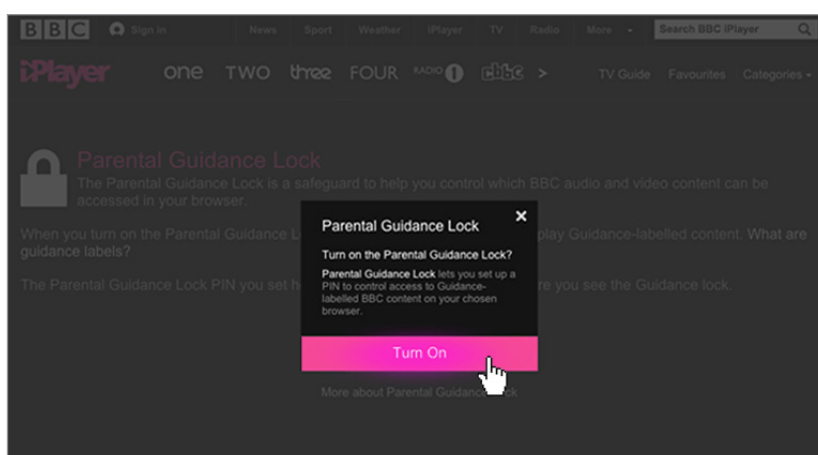 BBC Sign in News Sport Weather iPlayer TV Radio More Search BBC iPlayer
iPlayer one TWO three FOUR RADIO 1 cbbc > TV Guide Favourites Categories
Parental Guidance Lock
The Parental Guidance Lock is a safeguard to help you control which BBC audio and video content can be
accessed in your browser.
When you turn on the Parental Guidance L play Guidance-labelled content. What are
guidance labels?
The Parental Guidance Lock PIN you set h re you see the Guidance lock.
Parental Guidance Lock ×
Turn on the Parental Guidance Lock?
Parental Guidance Lock lets you set up a
PIN to control access to Guidance-
labelled BBC content on your chosen
browser.
Turn On
More about Parental Guidance Lock